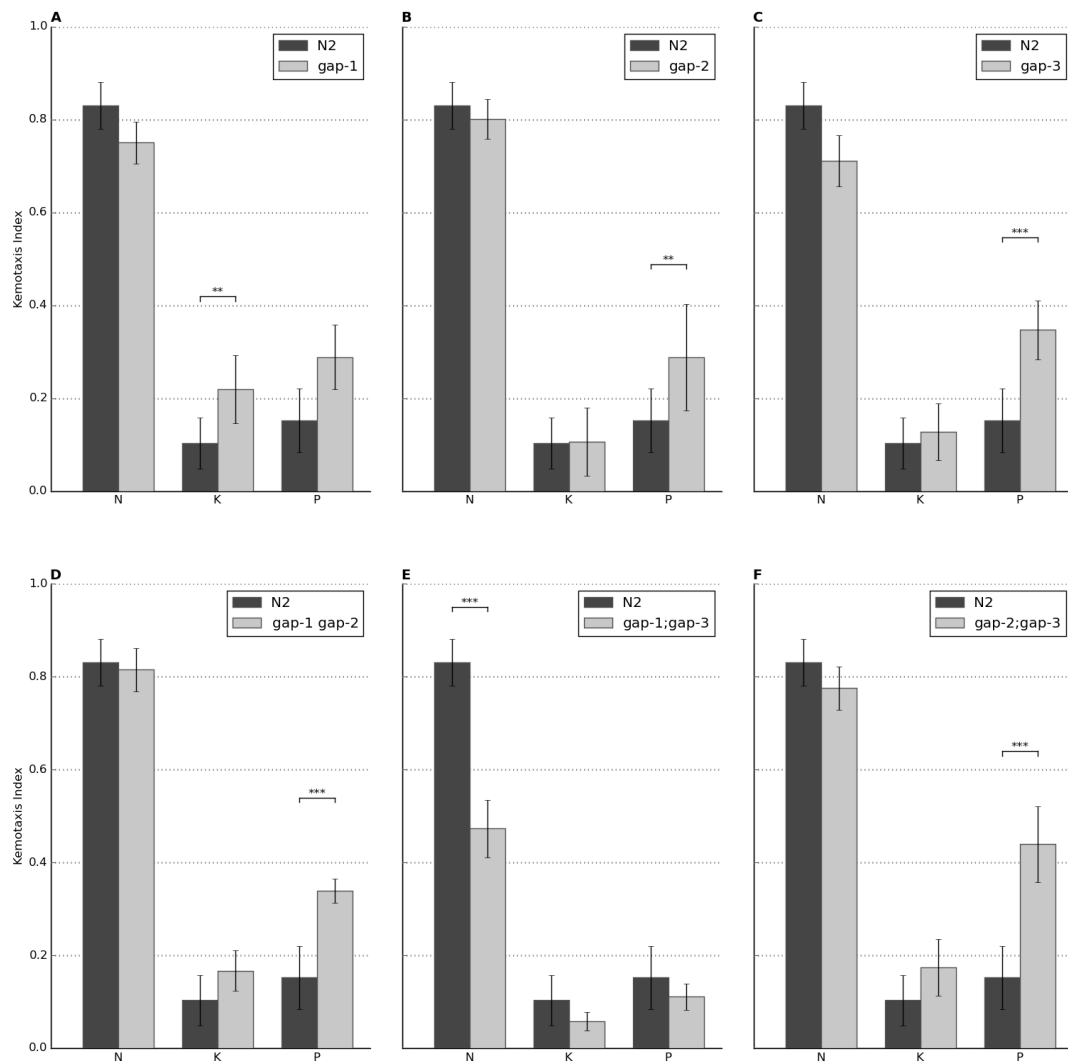 A
B
C
1.0
N2
gap-1
N2
gap-2
N2
gap-3
0.8
0.6
Kemotaxis Index
***
**
**
0.4
0.2
0.0
N K P
N K P
N K P
D
E
F
1.0
N2
gap-1 gap-2
N2
gap-1;gap-3
N2
gap-2;gap-3
***
0.8
***
0.6
***
Kemotaxis Index
0.4
0.2
0.0
N K P
N K P
N K P